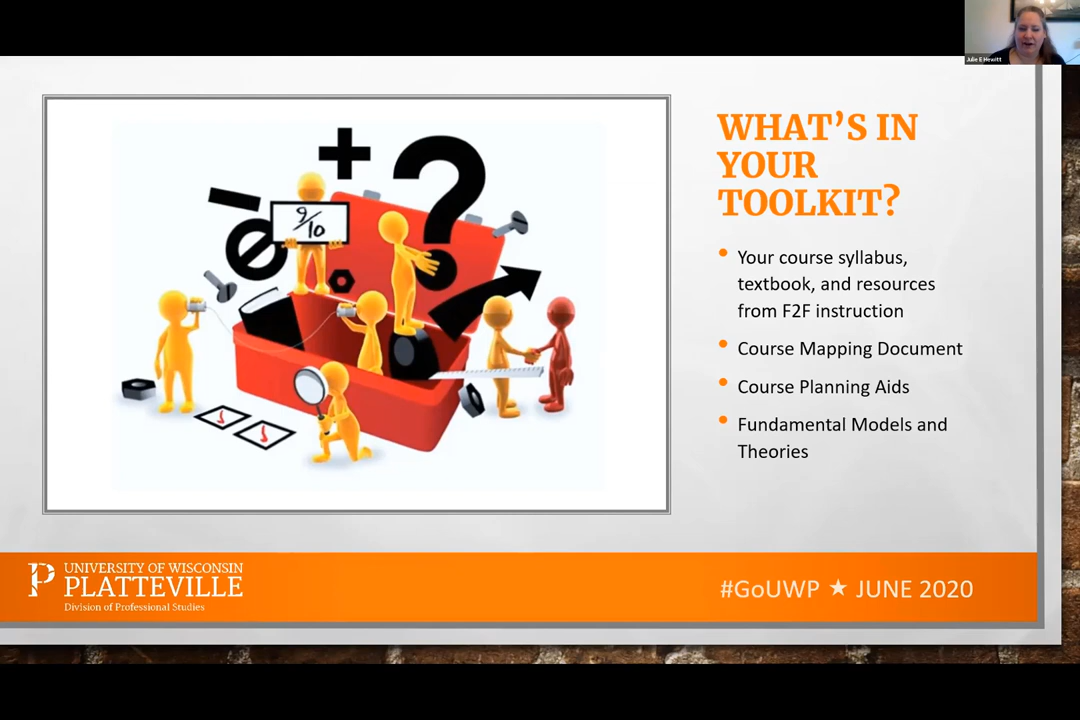 Julie E Hewitt
WHAT'S IN
YOUR
TOOLKIT?
+
?
9/10
• Your course syllabus,
textbook, and resources
from F2F instruction
• Course Mapping Document
• Course Planning Aids
• Fundamental Models and
Theories
P UNIVERSITY OF WISCONSIN
PLATTEVILLE
Division of Professional Studies
#GoUWP ★ JUNE 2020